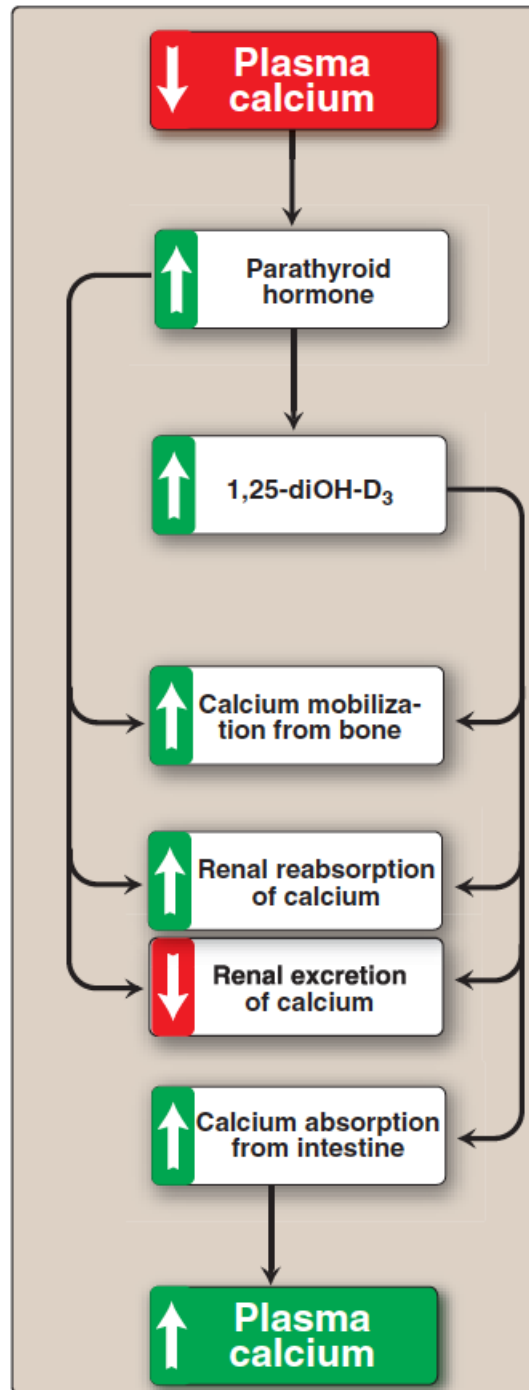 Plasma
calcium
Parathyroid
hormone
1,25-diOH-D₃
Calcium mobiliza-
tion from bone
Renal reabsorption
of calcium
Renal excretion
of calcium
Calcium absorption
from intestine
Plasma
calcium